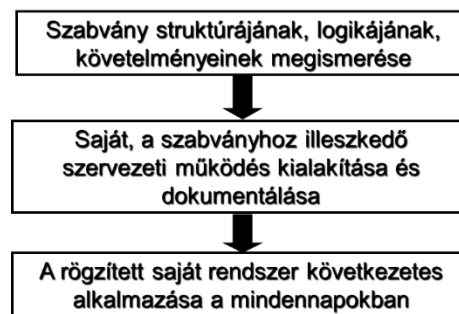 Szabvány struktúrájának, logikájának,
követelményeinek megismerése
Saját, a szabványhoz illeszkedő
szervezeti működés kialakítása és
dokumentálása
A rögzített saját rendszer következetes
alkalmazása a mindennapokban